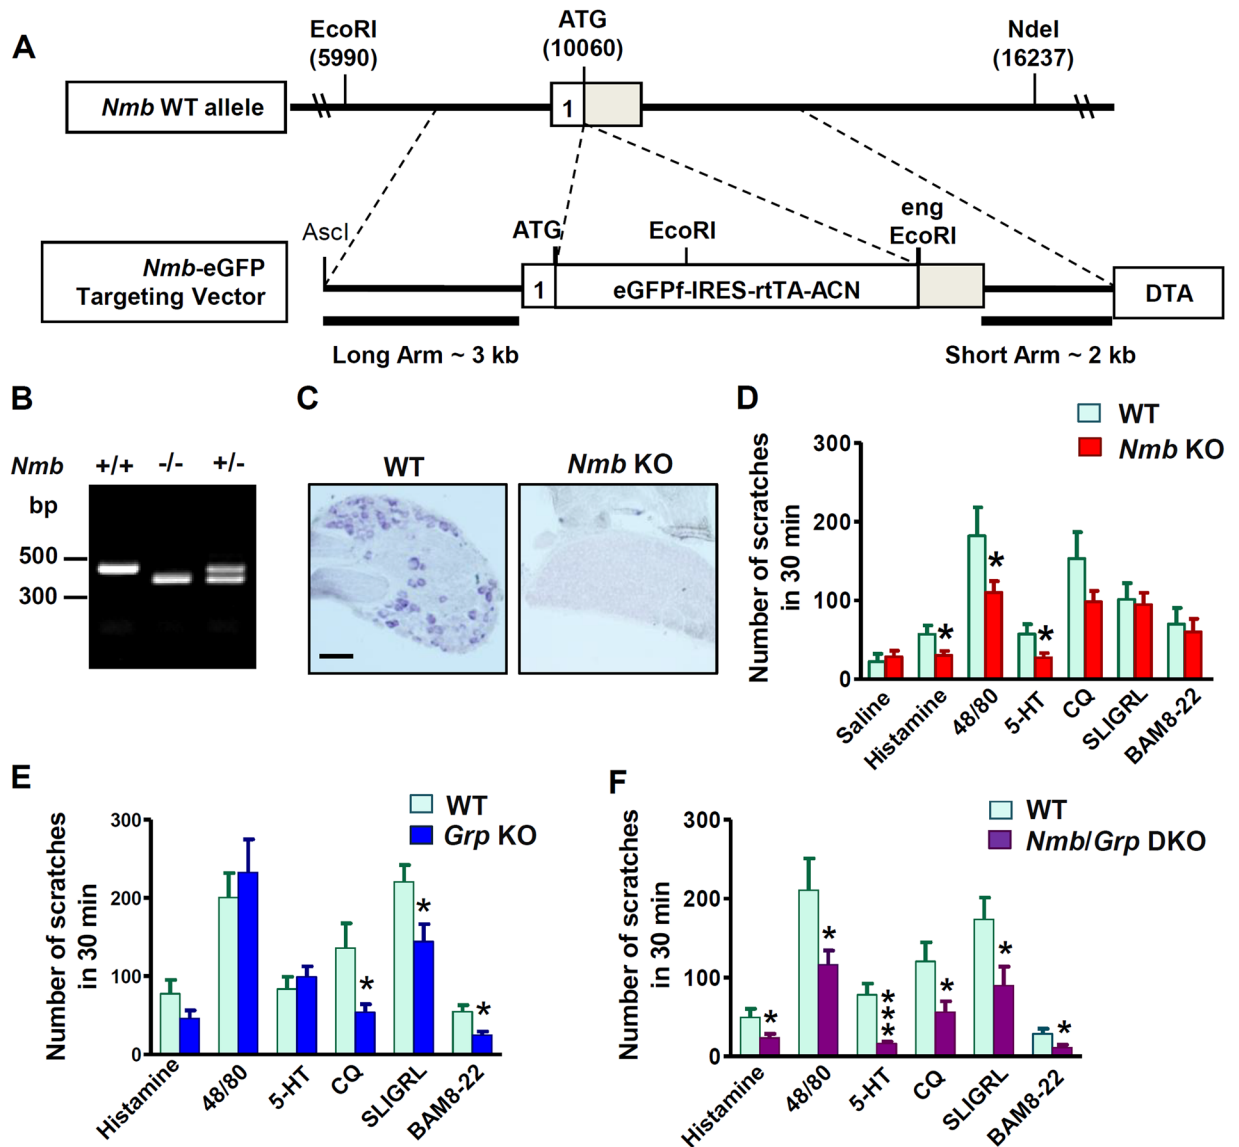 A
EcoRI
(5990)
ATG
(10060)
NdeI
(16237)
Nmb WT allele
1
AscI
ATG
EcoRI
eng
EcoRI
Nmb-eGFP
Targeting Vector
1
eGFPf-IRES-rtTA-ACN
DTA
Long Arm ~ 3 kb
Short Arm ~ 2 kb
B
Nmb +/+ -/- +/-
bp
500
300
C
WT
Nmb KO
D
WT
Nmb KO
Number of scratches
in 30 min
300
200
100
0
*
*
*
Saline
Histamine
48/80
5-HT
CQ
SLIGRL
BAM8-22
E
WT
Grp KO
Number of scratches
in 30 min
300
200
100
0
*
*
*
Histamine
48/80
5-HT
CQ
SLIGRL
BAM8-22
F
WT
Nmb/Grp DKO
Number of scratches
in 30 min
300
200
100
0
*
*
***
*
*
*
Histamine
48/80
5-HT
CQ
SLIGRL
BAM8-22